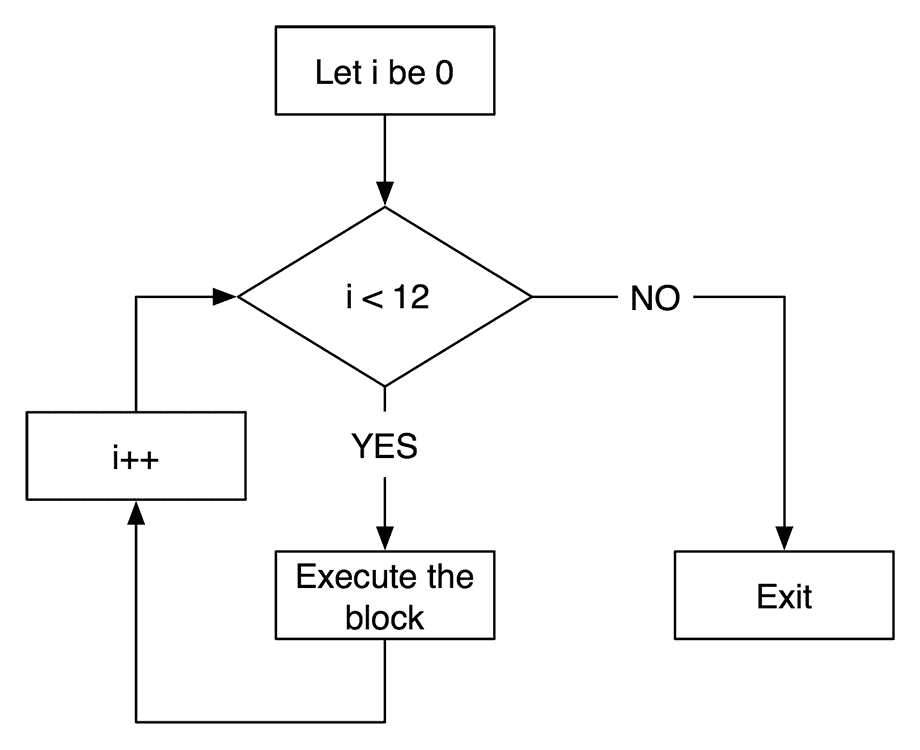 Let i be 0
i < 12
NO
YES
i++
Execute the
block
Exit